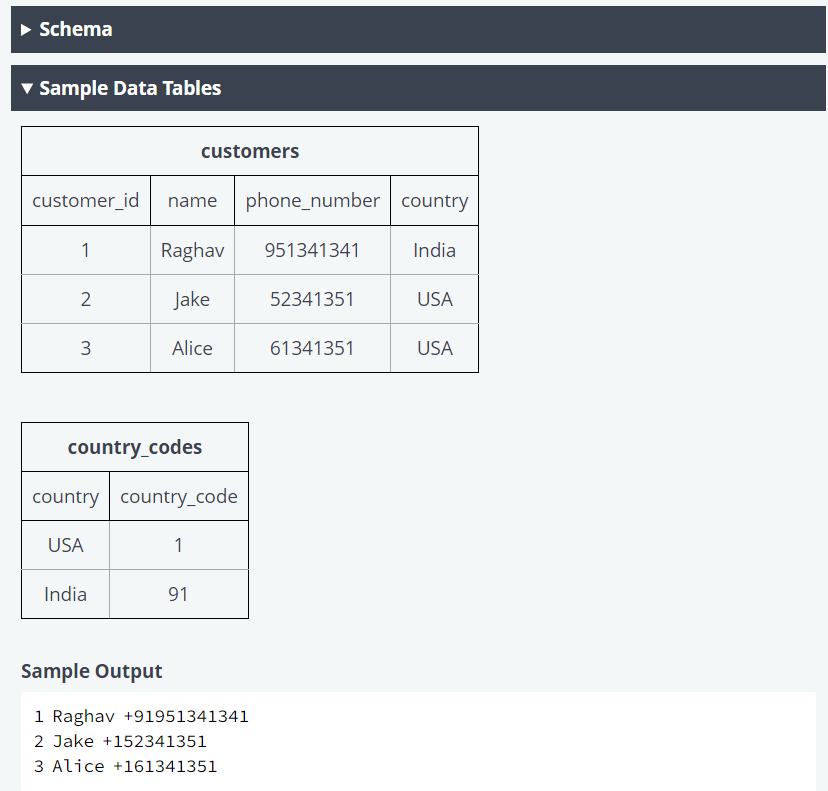 Schema
Sample Data Tables
customers
customer_id name phone_number country
1 Raghav 951341341 India
2 Jake 52341351 USA
3 Alice 61341351 USA
country_codes
country country_code
USA 1
India 91
Sample Output
1 Raghav +91951341341
2 Jake +152341351
3 Alice +161341351